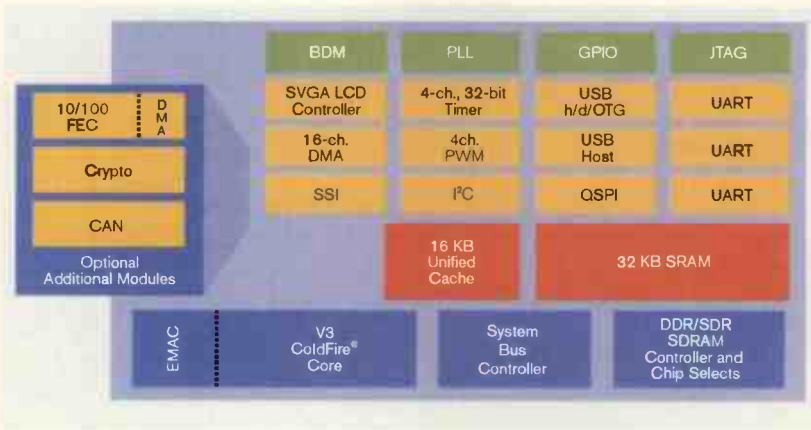 BDM
PLL
GPIO
JTAG
SVGA LCD
Controller
4-ch., 32-bit
Timer
USB
h/d/OTG
UART
16-ch.
DMA
4ch.
PWM
USB
Host
UART
SSI
I²C
QSPI
UART
10/100
FEC
DMA
Crypto
CAN
Optional
Additional Modules
16 KB
Unified
Cache
32 KB SRAM
EMAC
V3
ColdFire®
Core
System
Bus
Controller
DDR/SDR
SDRAM
Controller and
Chip Selects